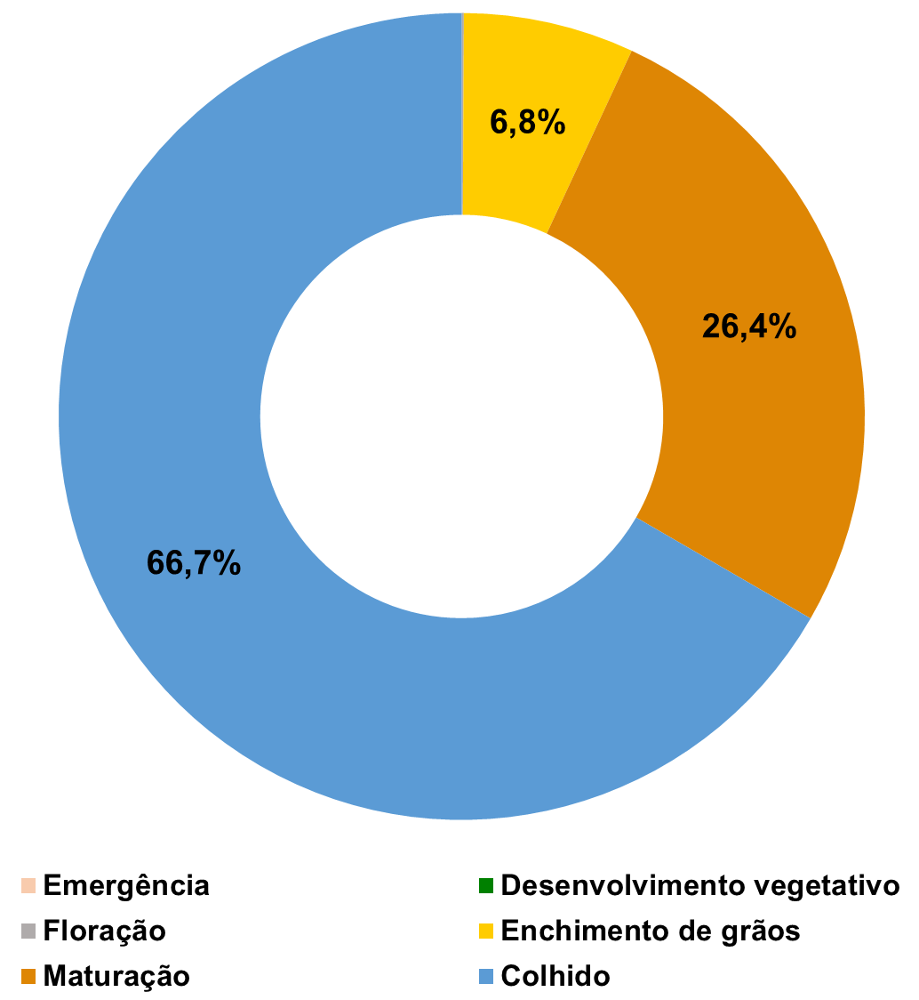 6,8%
26,4%
66,7%
Emergência
Desenvolvimento vegetativo
Floração
Enchimento de grãos
Maturação
Colhido